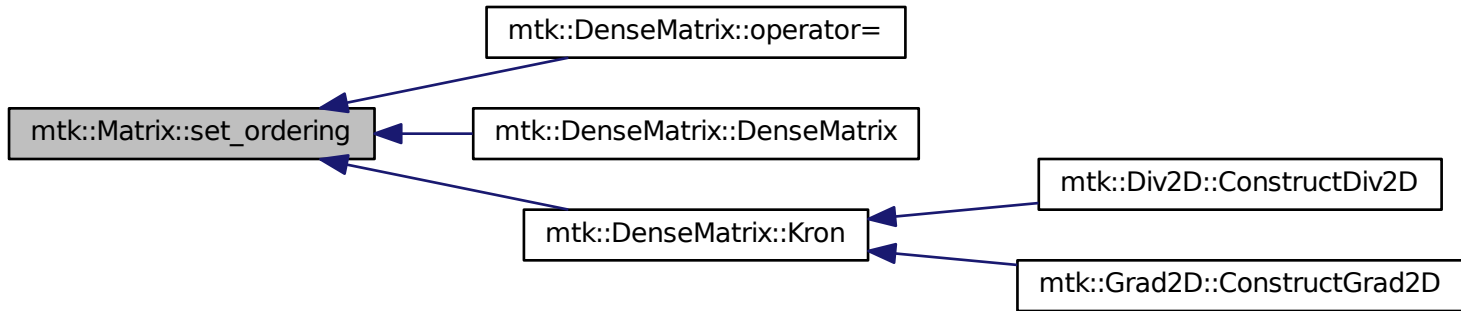 mtk::DenseMatrix::operator=
mtk::Matrix::set_ordering
mtk::DenseMatrix::DenseMatrix
mtk::Div2D::ConstructDiv2D
mtk::DenseMatrix::Kron
mtk::Grad2D::ConstructGrad2D